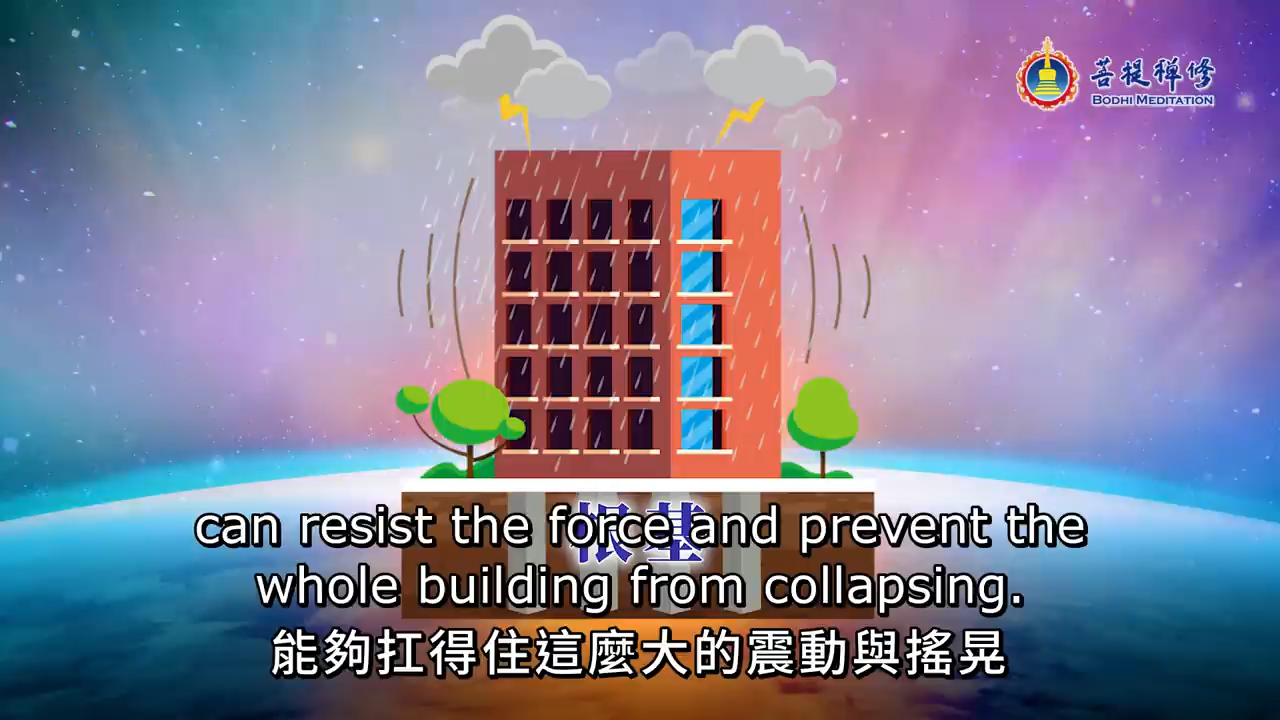 菩提禪修
BODHI MEDITATION
根基
can resist the force and prevent the
whole building from collapsing.
能夠扛得住這麼大的震動與搖晃